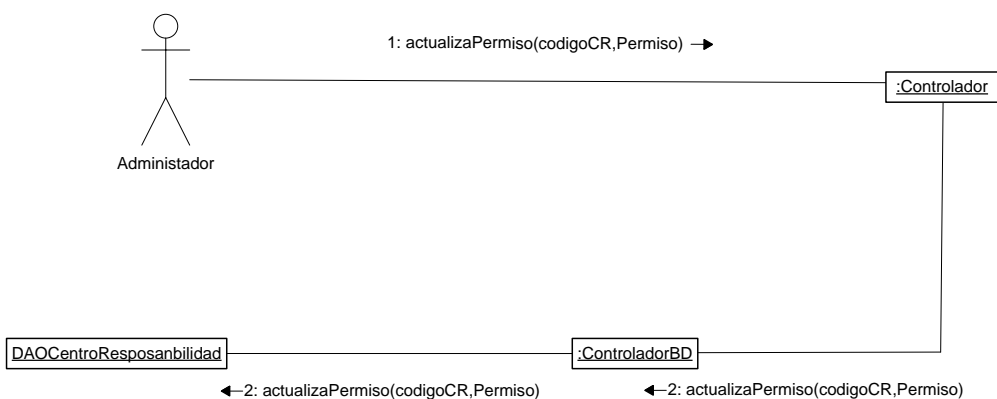 1: actualizaPermiso(codigoCR,Permiso)
:Controlador
Administador
DAOCentroResposanbilidad
:ControladorBD
2: actualizaPermiso(codigoCR,Permiso)
2: actualizaPermiso(codigoCR,Permiso)